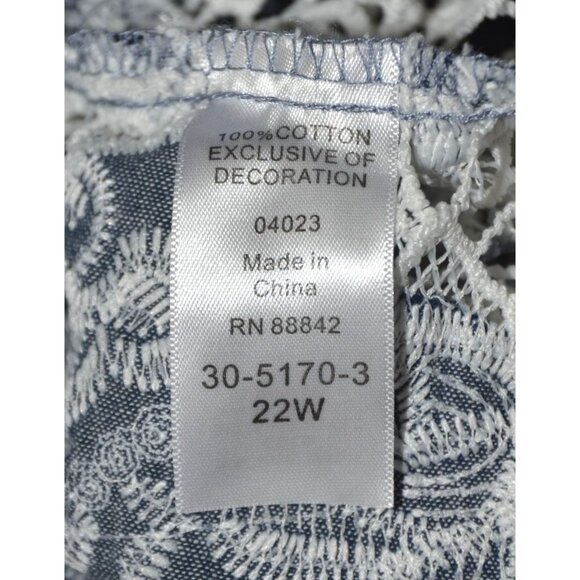 100% COTTON
EXCLUSIVE OF
DECORATION
04023
Made in
China
RN 88842
30-5170-3
22W